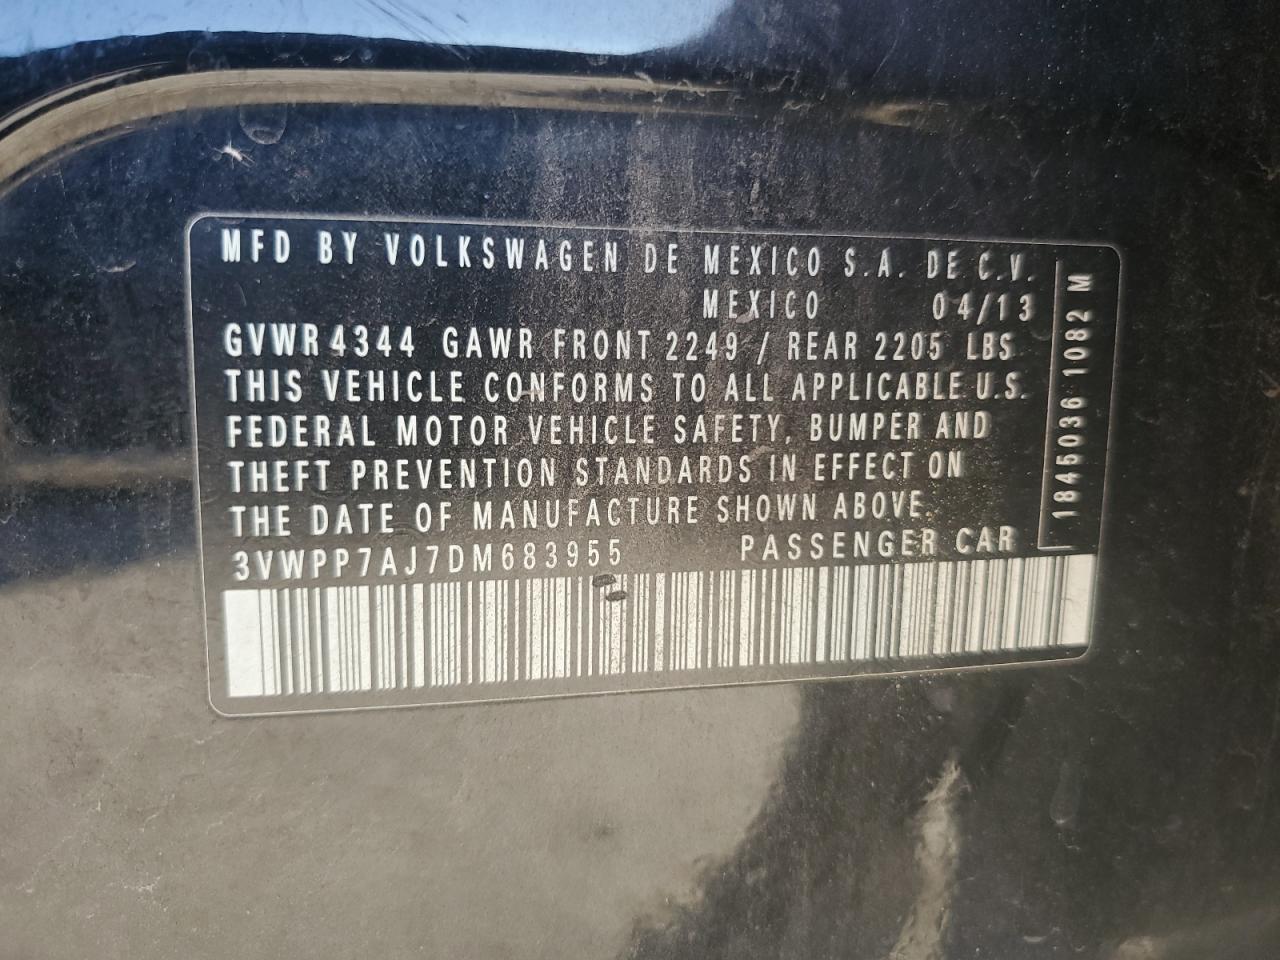 MFD BY VOLKSWAGEN DE MEXICO S.A. DE C.V.
MEXICO 04/13
GVWR 4344 GAWR FRONT 2249 / REAR 2205 LBS
THIS VEHICLE CONFORMS TO ALL APPLICABLE U.S.
FEDERAL MOTOR VEHICLE SAFETY, BUMPER AND
THEFT PREVENTION STANDARDS IN EFFECT ON
THE DATE OF MANUFACTURE SHOWN ABOVE.
3VWPP7AJ7DM683955 PASSENGER CAR
1845036 1082 M